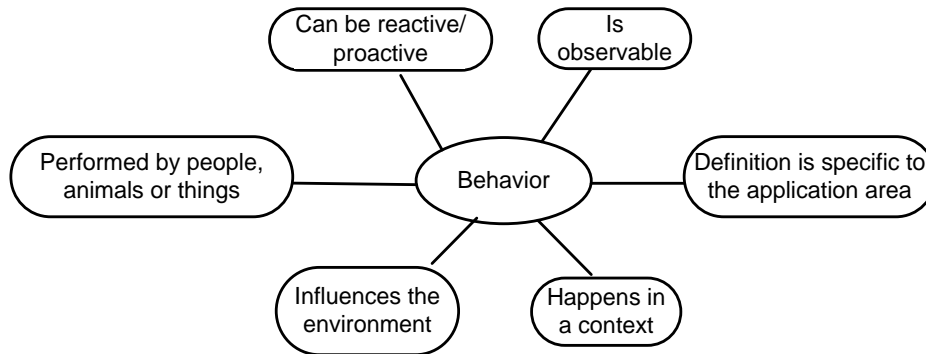 Can be reactive/
proactive
Is
observable
Performed by people,
animals or things
Behavior
Definition is specific to
the application area
Influences the
environment
Happens in
a context